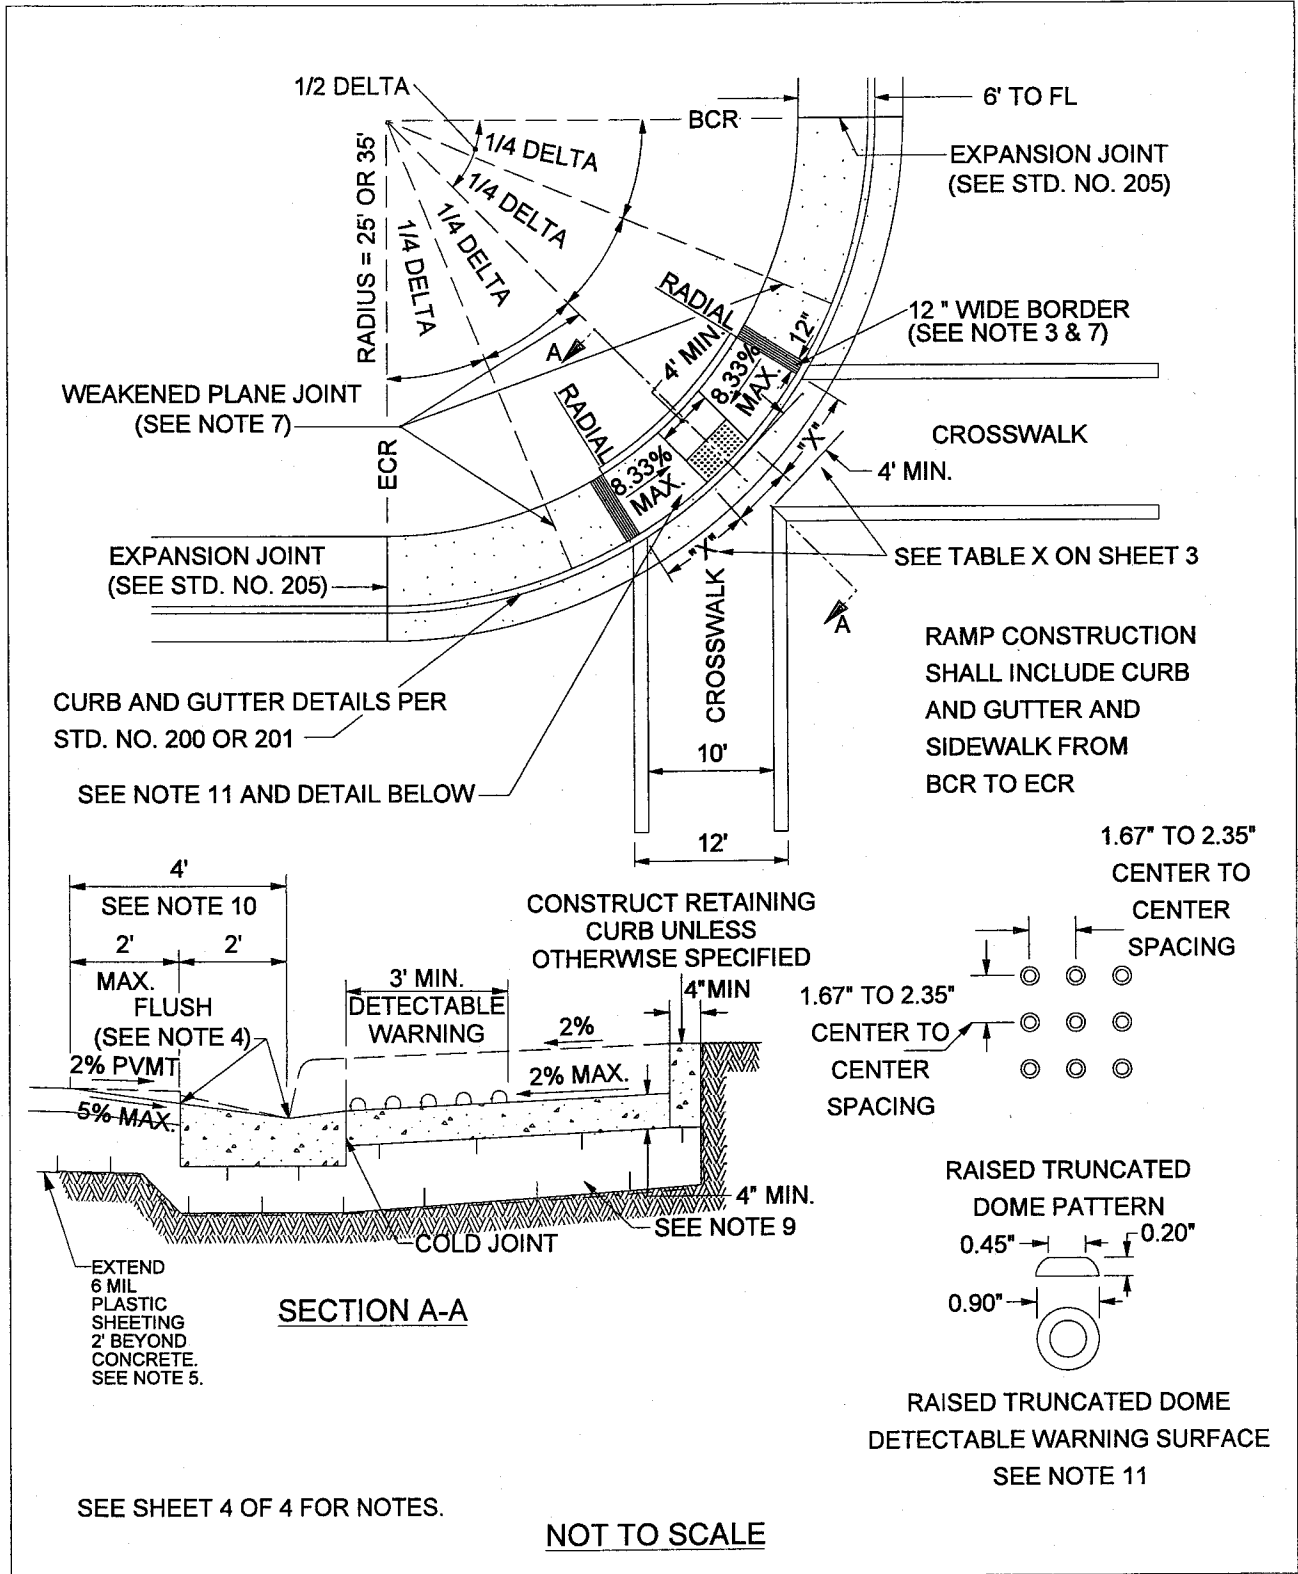 1/2 DELTA
BCR
6' TO FL
1/4 DELTA
1/4 DELTA
1/4 DELTA
1/4 DELTA
EXPANSION JOINT
(SEE STD. NO. 205)
RADIUS = 25' OR 35'
RADIAL
12"
12 " WIDE BORDER
(SEE NOTE 3 & 7)
A
4' MIN.
8.33%
MAX.
WEAKENED PLANE JOINT
(SEE NOTE 7)
RADIAL
"X"
CROSSWALK
4' MIN.
ECR
8.33%
MAX.
EXPANSION JOINT
(SEE STD. NO. 205)
"X"
SEE TABLE X ON SHEET 3
CROSSWALK
A
RAMP CONSTRUCTION
SHALL INCLUDE CURB
AND GUTTER AND
SIDEWALK FROM
BCR TO ECR
CURB AND GUTTER DETAILS PER
STD. NO. 200 OR 201
10'
SEE NOTE 11 AND DETAIL BELOW
12'
4'
SEE NOTE 10
2'
2'
MAX.
FLUSH
(SEE NOTE 4)
2% PVMT
5% MAX.
3' MIN.
DETECTABLE
WARNING
CONSTRUCT RETAINING
CURB UNLESS
OTHERWISE SPECIFIED
4"MIN
2%
2% MAX.
4" MIN.
SEE NOTE 9
COLD JOINT
EXTEND
6 MIL
PLASTIC
SHEETING
2' BEYOND
CONCRETE.
SEE NOTE 5.
SECTION A-A
1.67" TO 2.35"
CENTER TO
CENTER
SPACING
1.67" TO 2.35"
CENTER TO
CENTER
SPACING
RAISED TRUNCATED
DOME PATTERN
0.45"
0.20"
0.90"
RAISED TRUNCATED DOME
DETECTABLE WARNING SURFACE
SEE NOTE 11
SEE SHEET 4 OF 4 FOR NOTES.
NOT TO SCALE